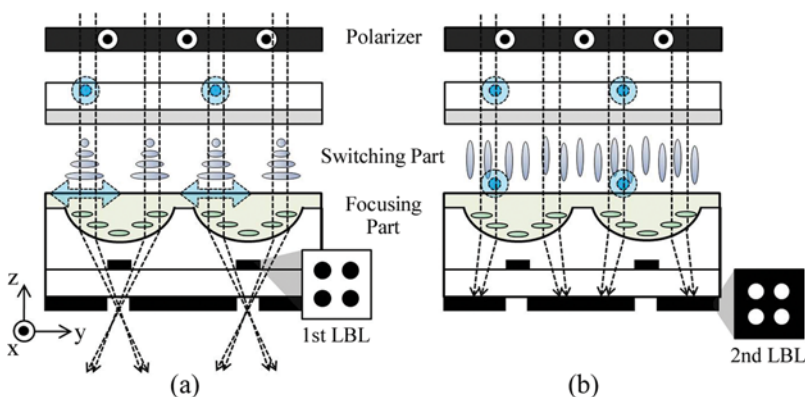 Polarizer
Switching Part
Focusing Part
z
y
x
1st LBL
2nd LBL
(a)
(b)